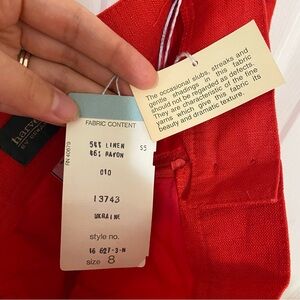 The occasional slubs, streaks and
gentle shadings in this fabric
should not be regarded as defects.
They are characteristic of the fine
yarns which give this fabric its
beauty and dramatic texture.
FABRIC CONTENT
RN 40679
LINEN
RAYON
55
010
13743
UKRAINE
style no.
size 8